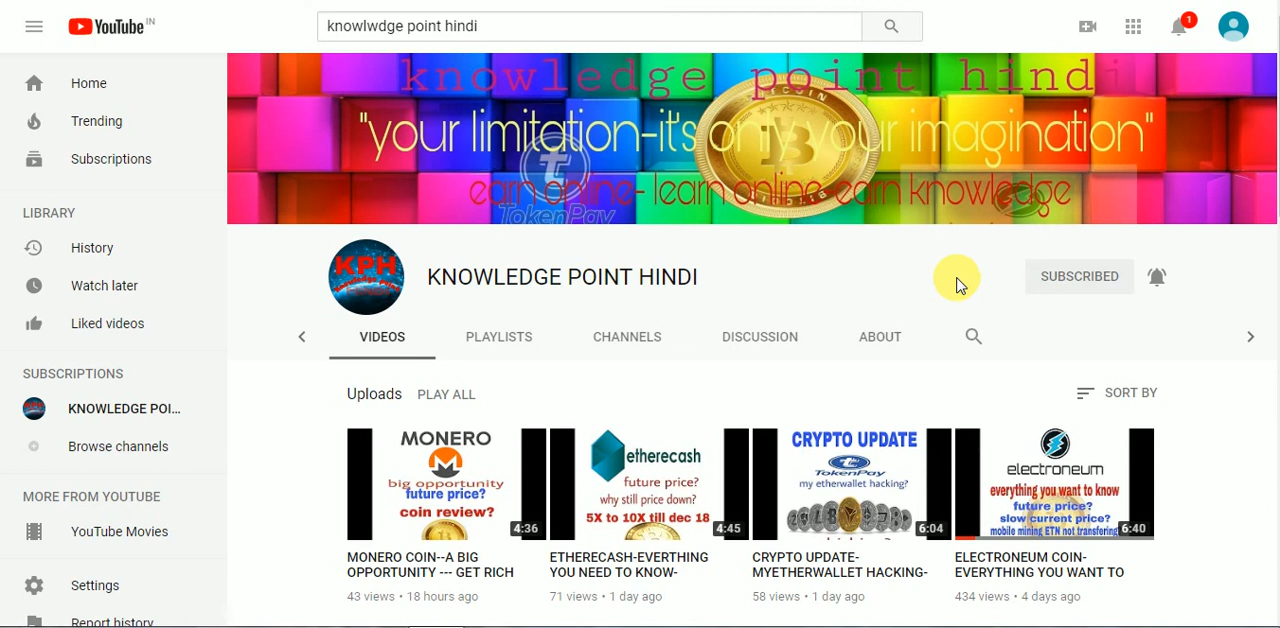 YouTube IN
knowlwdge point hindi
1
Home
Trending
Subscriptions
LIBRARY
History
Watch later
Liked videos
SUBSCRIPTIONS
KNOWLEDGE POI...
Browse channels
MORE FROM YOUTUBE
YouTube Movies
Settings
Report history
knowledge point hindi
BITCOIN
"your limitation-it's only your imagination"
earn online- learn online-earn knowledge
TokenPay
KPH
KNOWLEDGE POINT HINDI
SUBSCRIBED
VIDEOS
PLAYLISTS
CHANNELS
DISCUSSION
ABOUT
Uploads
PLAY ALL
SORT BY
MONERO
big opportunity
future price?
coin review?
4:36
MONERO COIN--A BIG
OPPORTUNITY --- GET RICH
43 views • 18 hours ago
etherecash
future price?
why still price down?
5X to 10X till dec 18
4:45
ETHERECASH-EVERTHING
YOU NEED TO KNOW-
71 views • 1 day ago
CRYPTO UPDATE
TokenPay
my etherwallet hacking?
6:04
CRYPTO UPDATE-
MYETHERWALLET HACKING-
58 views • 1 day ago
electroneum
everything you want to know
future price?
slow current price?
mobile mining ETN not transfering
6:40
ELECTRONEUM COIN-
EVERYTHING YOU WANT TO
434 views • 4 days ago